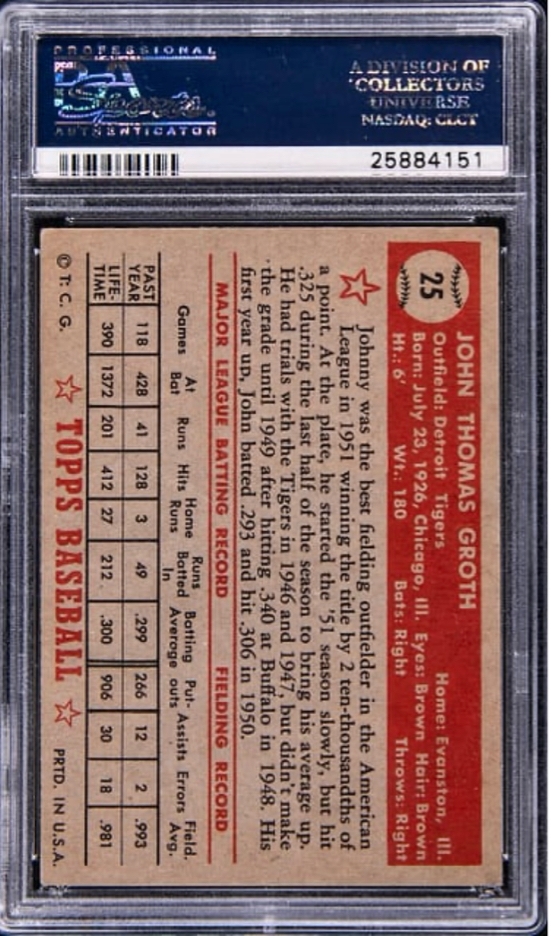 PROFESSIONAL
PSA
Sports.
AUTHENTICATOR
A DIVISION OF
COLLECTORS
UNIVERSE
NASDAQ: CLCT
25884151
25
JOHN THOMAS GROTH
Outfield: Detroit Tigers Home: Evanston, Ill.
Born: July 23, 1926, Chicago, Ill. Eyes: Brown Hair: Brown
Ht.: 6' Wt.: 180 Bats: Right Throws: Right
Johnny was the best fielding outfielder in the American
League in 1951 winning the title by 2 ten-thousandths of
a point. At the plate, he started the '51 season slowly, but hit
.325 during the last half of the season to bring his average up.
He had trials with the Tigers in 1946 and 1947, but didn't make
the grade until 1949 after hitting .340 at Buffalo in 1948. His
first year up, John batted .293 and hit .306 in 1950.
MAJOR LEAGUE BATTING RECORD FIELDING RECORD
Games At Bat Runs Hits Home Runs Runs Batted In Batting Average Put-outs Assists Errors Field. Avg.
PAST YEAR 118 428 41 128 3 49 .299 266 12 2 .993
LIFE-TIME 390 1372 201 412 27 212 .300 906 30 18 .981
© T. C. G. TOPPS BASEBALL PRTD. IN U.S.A.